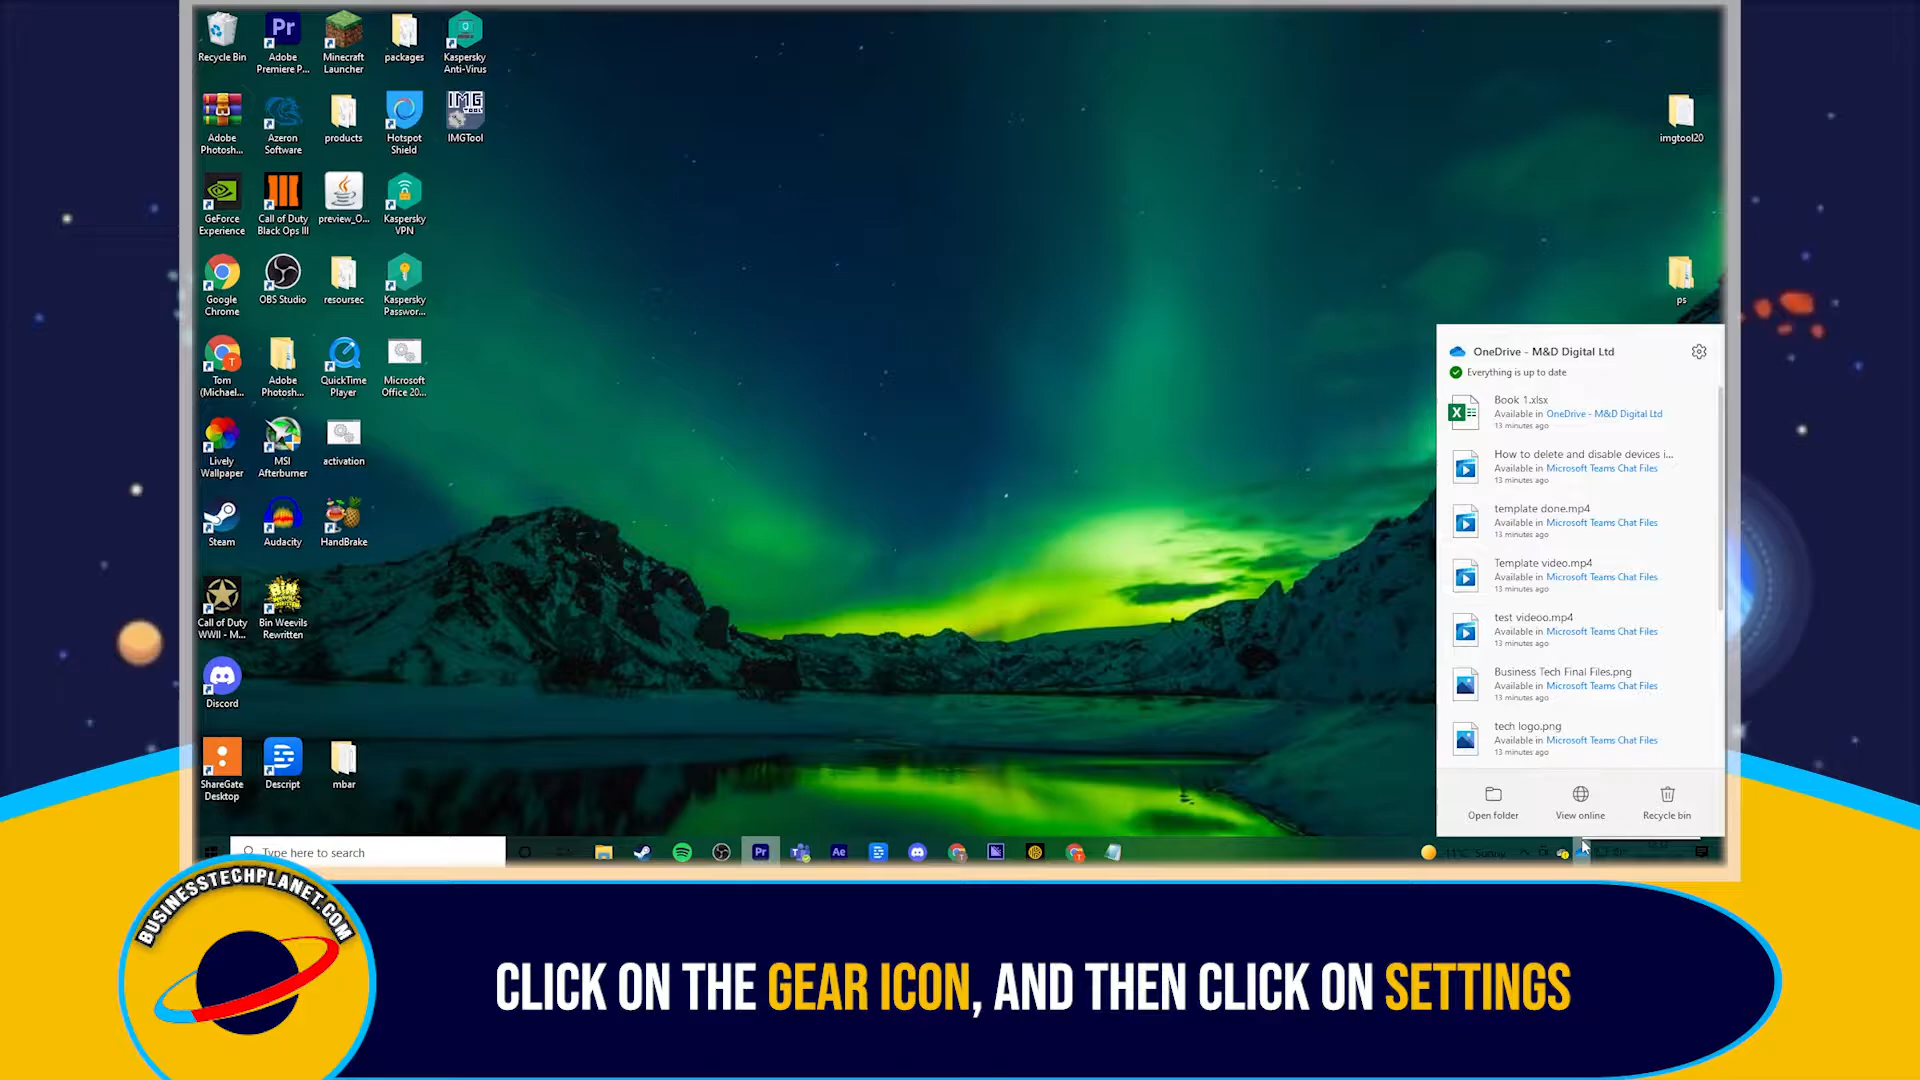 Recycle Bin
Adobe
Premiere P...
Minecraft
Launcher
packages
Kaspersky
Anti-Virus
Adobe
Photosh...
Azeron
Software
products
Hotspot
Shield
IMG
TOOL
IMGTool
GeForce
Experience
Call of Duty
Black Ops III
preview_O...
Kaspersky
VPN
Google
Chrome
OBS Studio
resoursec
Kaspersky
Passwor...
Tom
(Michael...
Adobe
Photosh...
QuickTime
Player
Microsoft
Office 20...
Lively
Wallpaper
MSI
Afterburner
activation
Steam
Audacity
HandBrake
Call of Duty
WWII - M...
Bin Weevils
Rewritten
Discord
ShareGate
Desktop
Descript
mbar
imgtool20
ps
OneDrive - M&D Digital Ltd
Everything is up to date
Book 1.xlsx
Available in OneDrive - M&D Digital Ltd
13 minutes ago
How to delete and disable devices i...
Available in Microsoft Teams Chat Files
13 minutes ago
template done.mp4
Available in Microsoft Teams Chat Files
13 minutes ago
Template video.mp4
Available in Microsoft Teams Chat Files
13 minutes ago
test videoo.mp4
Available in Microsoft Teams Chat Files
13 minutes ago
Business Tech Final Files.png
Available in Microsoft Teams Chat Files
13 minutes ago
tech logo.png
Available in Microsoft Teams Chat Files
13 minutes ago
Open folder
View online
Recycle bin
Type here to search
Pr
Ae
11°C Sunny
BUSINESSTECHPLANET.COM
CLICK ON THE GEAR ICON, AND THEN CLICK ON SETTINGS